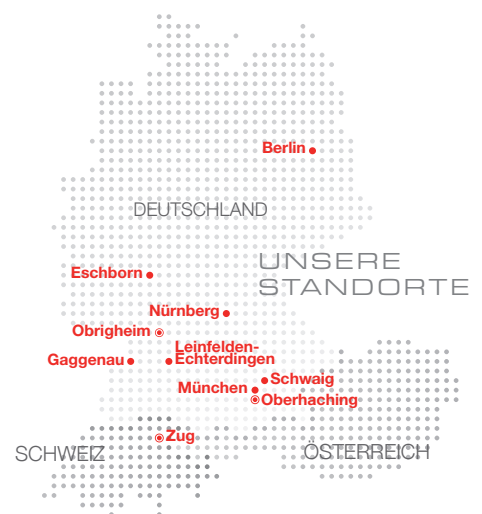 Berlin
DEUTSCHLAND
UNSERE
STANDORTE
Eschborn
Nürnberg
Obrigheim
Leinfelden-
Echterdingen
Gaggenau
Schwaig
München
Oberhaching
Zug
SCHWEIZ
ÖSTERREICH